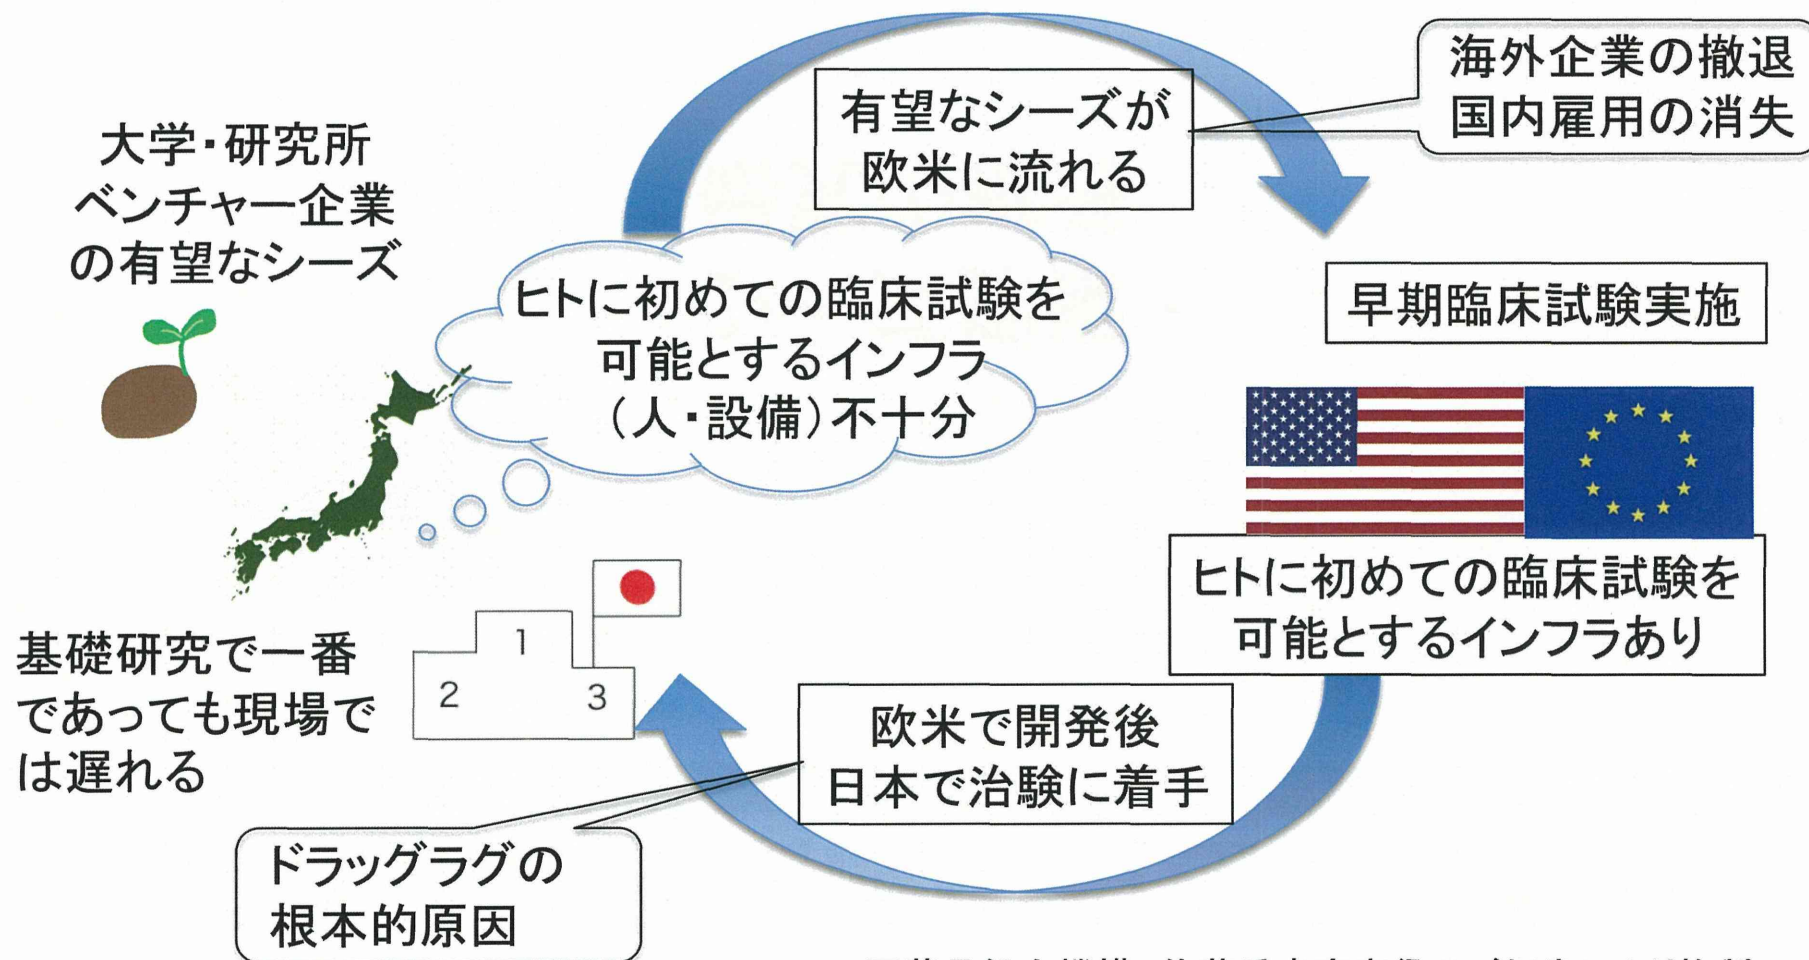 大学・研究所
ベンチャー企業
の有望なシーズ
有望なシーズが
欧米に流れる
海外企業の撤退
国内雇用の消失
ヒトに初めての臨床試験を
可能とするインフラ
（人・設備）不十分
早期臨床試験実施
ヒトに初めての臨床試験を
可能とするインフラあり
1
2
3
基礎研究で一番
であっても現場で
は遅れる
欧米で開発後
日本で治験に着手
ドラッグラグの
根本的原因